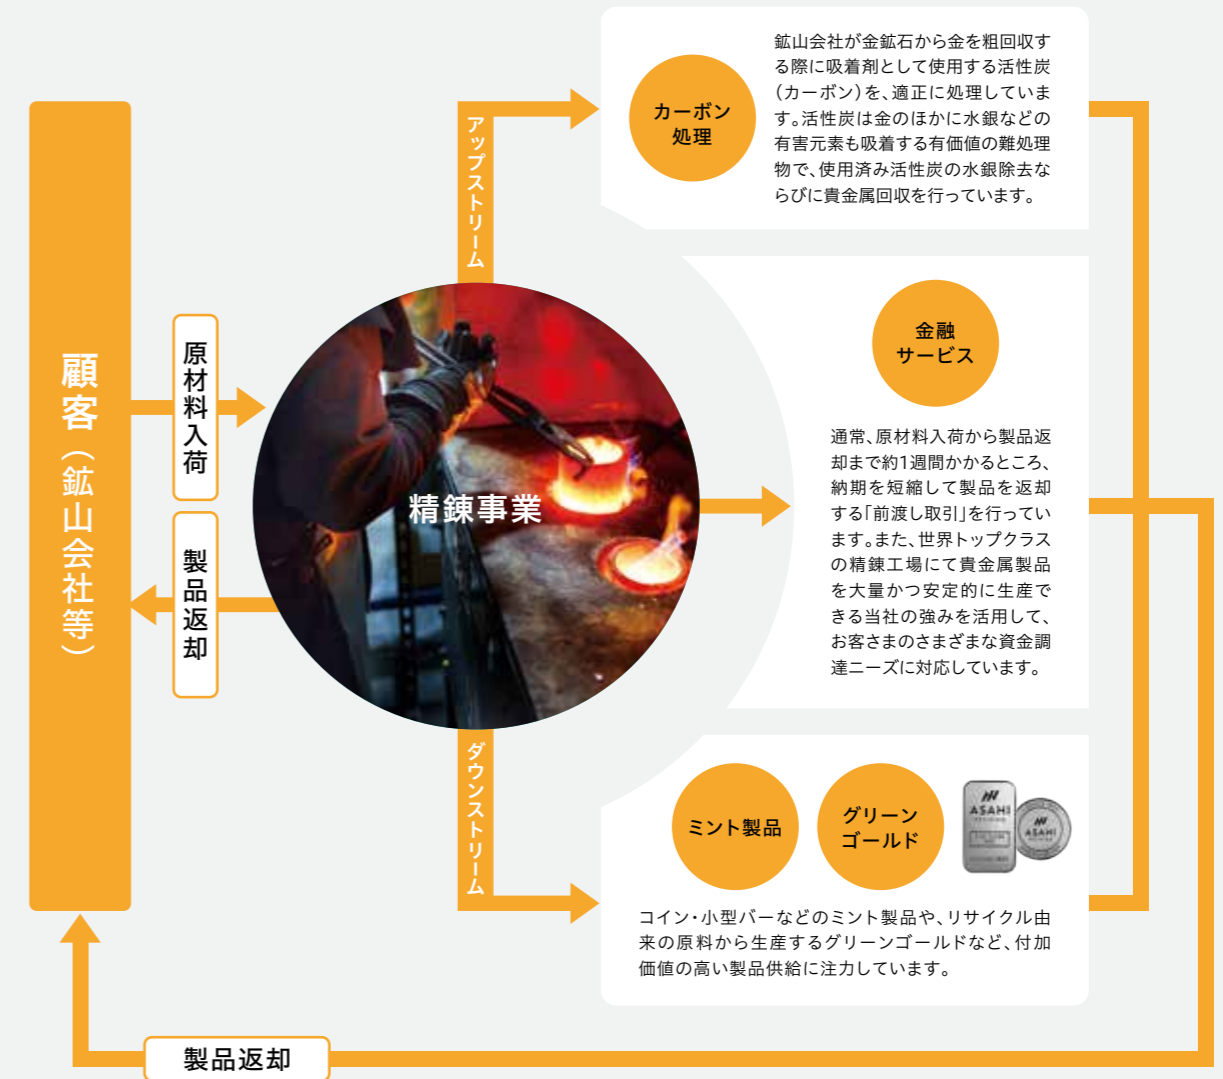 顧客（鉱山会社等）
原材料入荷
製品返却
精錬事業
アップストリーム
カーボン
処理
鉱山会社が金鉱石から金を粗回収す
る際に吸着剤として使用する活性炭
（カーボン）を、適正に処理していま
す。活性炭は金のほかに水銀などの
有害元素も吸着する有価値の難処理
物で、使用済み活性炭の水銀除去な
らびに貴金属回収を行っています。
金融
サービス
通常、原材料入荷から製品返
却まで約1週間かかるところ、
納期を短縮して製品を返却
する「前渡し取引」を行ってい
ます。また、世界トップクラス
の精錬工場にて貴金属製品
を大量かつ安定的に生産で
きる当社の強みを活用して、
お客さまのさまざまな資金調
達ニーズに対応しています。
ダウンストリーム
ミント製品
グリーン
ゴールド
ASAHI
ASAHI
コイン・小型バーなどのミント製品や、リサイクル由
来の原料から生産するグリーンゴールドなど、付加
価値の高い製品供給に注力しています。
製品返却